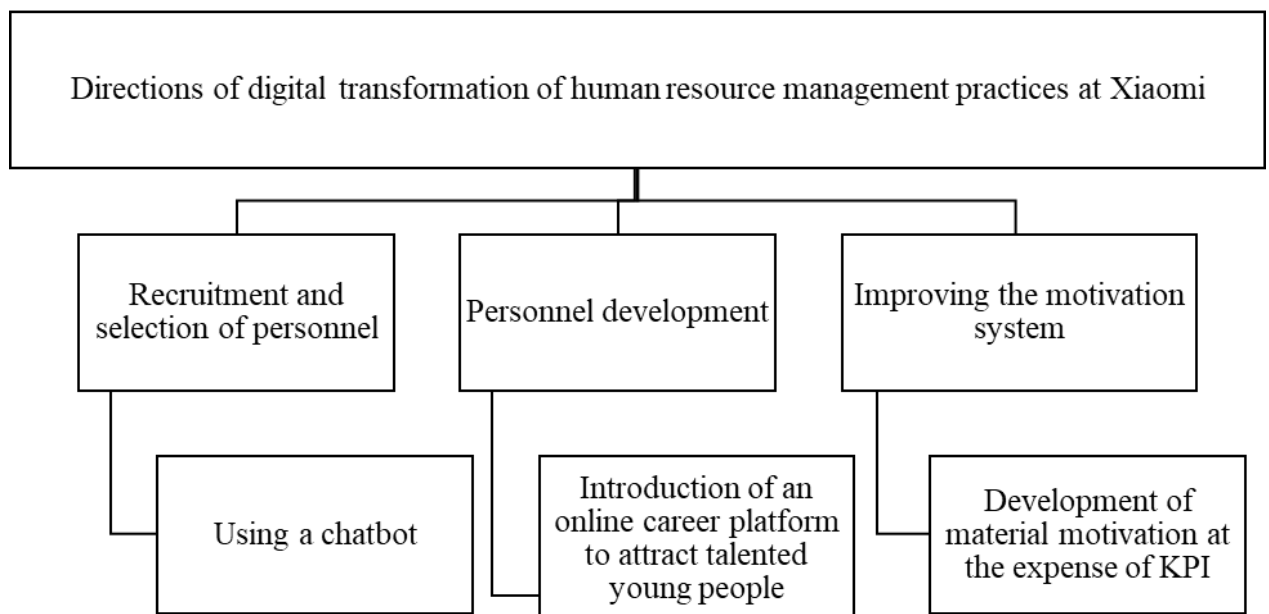 Directions of digital transformation of human resource management practices at Xiaomi
Recruitment and
selection of personnel
Personnel development
Improving the motivation
system
Using a chatbot
Introduction of an
online career platform
to attract talented
young people
Development of
material motivation at
the expense of KPI